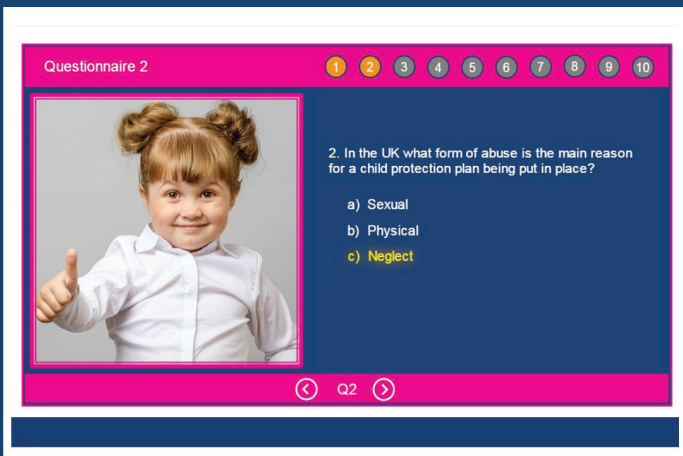 Questionnaire 2
1 2 3 4 5 6 7 8 9 10
2. In the UK what form of abuse is the main reason
for a child protection plan being put in place?
a) Sexual
b) Physical
c) Neglect
Q2